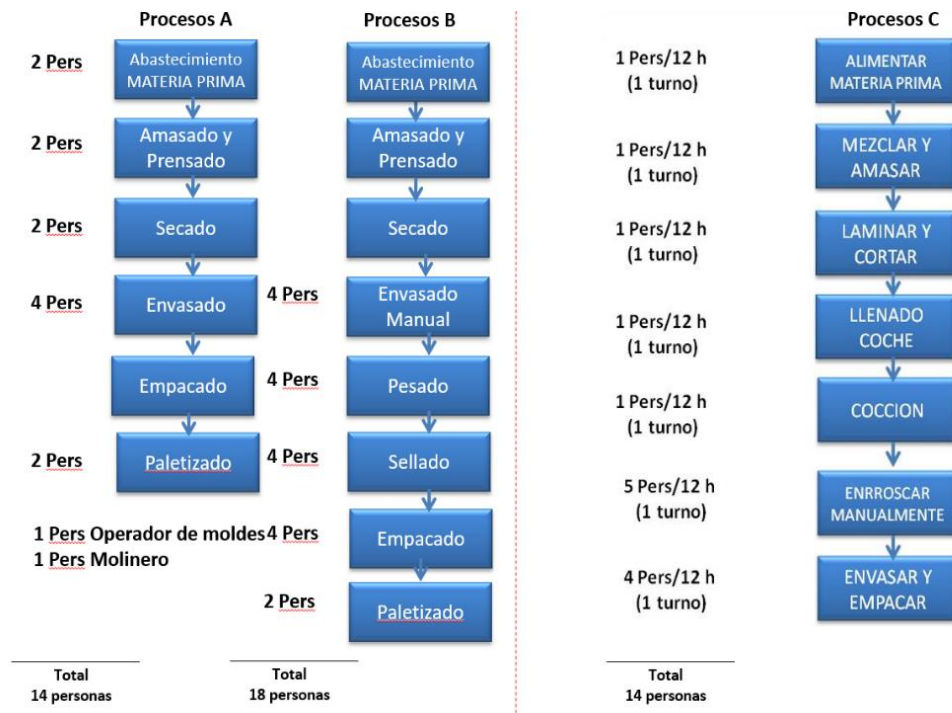 Procesos A
2 Pers
Abastecimiento
MATERIA PRIMA
2 Pers
Amasado y
Prensado
2 Pers
Secado
4 Pers
Envasado
Empacado
2 Pers
Paletizado
1 Pers Operador de moldes
1 Pers Molinero
Total
14 personas
Procesos B
Abastecimiento
MATERIA PRIMA
Amasado y
Prensado
Secado
4 Pers
Envasado
Manual
4 Pers
Pesado
4 Pers
Sellado
4 Pers
Empacado
2 Pers
Paletizado
Total
18 personas
Procesos C
1 Pers/12 h
(1 turno)
ALIMENTAR
MATERIA PRIMA
1 Pers/12 h
(1 turno)
MEZCLAR Y
AMASAR
1 Pers/12 h
(1 turno)
LAMINAR Y
CORTAR
1 Pers/12 h
(1 turno)
LLENADO
COCHE
1 Pers/12 h
(1 turno)
COCCION
5 Pers/12 h
(1 turno)
ENRROSCAR
MANUALMENTE
4 Pers/12 h
(1 turno)
ENVASAR Y
EMPACAR
Total
14 personas